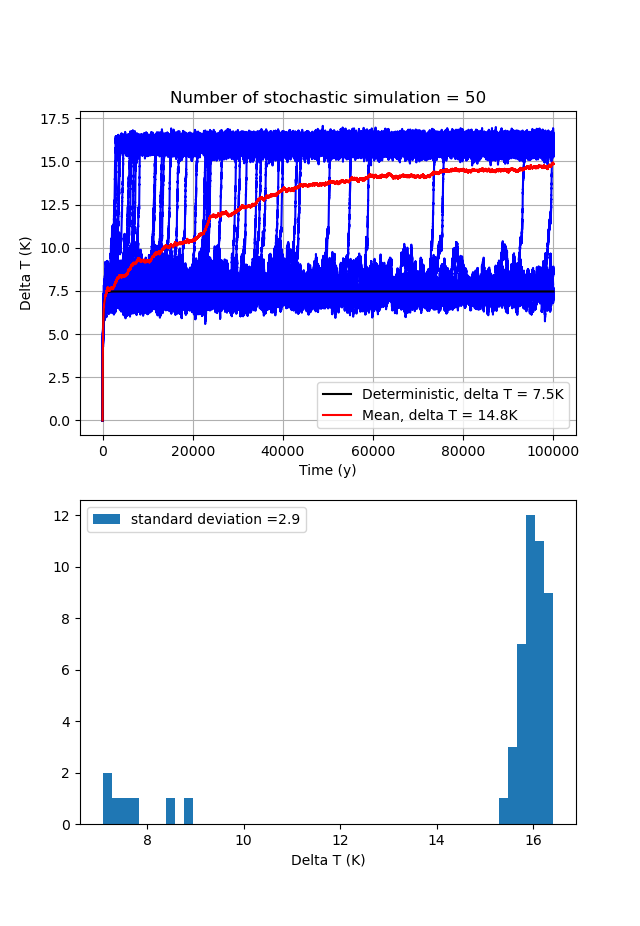 Number of stochastic simulation = 50
17.5
15.0
12.5
10.0
7.5
5.0
2.5
0.0
Delta T (K)
Deterministic, delta T = 7.5K
Mean, delta T = 14.8K
0 20000 40000 60000 80000 100000
Time (y)
standard deviation =2.9
12
10
8
6
4
2
0
8 10 12 14 16
Delta T (K)